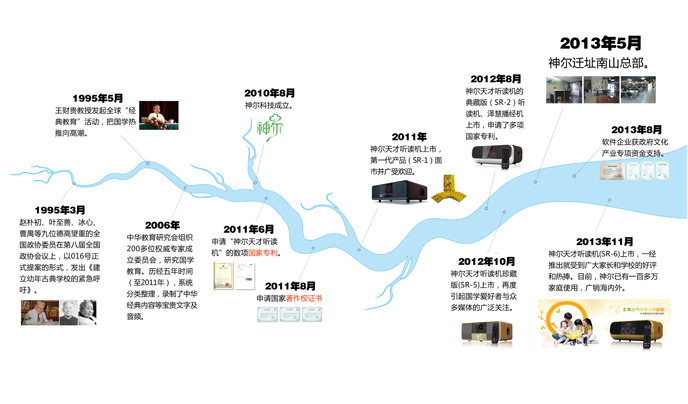 1995年3月
赵朴初、叶至善、冰心、
曹禺等九位德高望重的全
国政协委员在第八届全国
政协会议上，以016号正
式提案的形式，发出《建
立幼年古典学校的紧急呼
吁》。
1995年5月
王财贵教授发起全球“经
典教育”活动，把国学热
推向高潮。
2006年
中华教育研究会组织
200多位权威专家成
立委员会，研究国学
教育。历经五年时间
（至2011年），系统
分类整理，录制了中华
经典内容等宝贵文字及
音频。
2010年8月
神尔科技成立。
神尔
2011年6月
申请“神尔天才听读
机”的数项国家专利。
2011年8月
申请国家著作权证书
2011年
神尔天才听读机上市，
第一代产品（SR-1）面
市并广受欢迎。
2012年8月
神尔天才听读机的
典藏版（SR-2）听
读机、泽慧播经机
上市，申请了多项
国家专利。
2012年10月
神尔天才听读机珍藏
版(SR-5)上市，再度
引起国学爱好者与众
多媒体的广泛关注。
2013年5月
神尔迁址南山总部。
2013年8月
软件企业获政府文化
产业专项资金支持。
2013年11月
神尔天才听读机(SR-6)上市，一经
推出就受到广大家长和学校的好评
和热捧。目前，神尔已有一百多万
家庭使用，广销海内外。